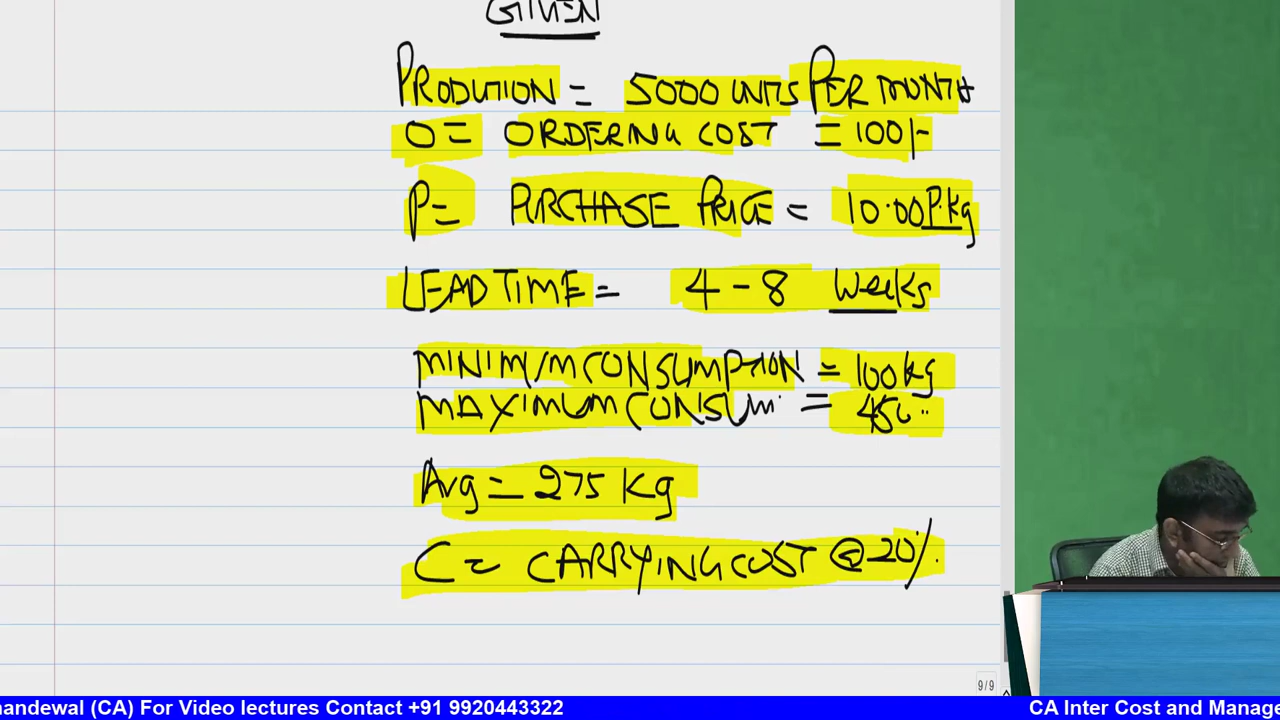 GIVEN
PRODUTION = 5000 UNITS PER MONTH
O = ORDERING COST = 100/-
P = PURCHASE PRICE = 10.00 P.Kg
LEAD TIME = 4 - 8 Weeks
MINIMUM CONSUMPTION = 100 kg
MAXIMUM CONSUM = 450 "
Avg = 275 Kg
C = CARRYING COST @ 20%.
9/9
nandewal (CA) For Video lectures Contact +91 9920443322
CA Inter Cost and Manage